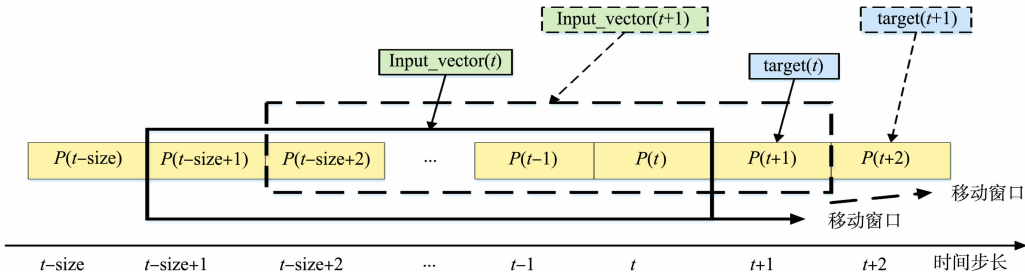 Input_vector(t+1)
target(t+1)
Input_vector(t)
target(t)
P(t−size) P(t−size+1) P(t−size+2) ... P(t−1) P(t) P(t+1) P(t+2)
移动窗口
移动窗口
t−size t−size+1 t−size+2 ... t−1 t t+1 t+2 时间步长